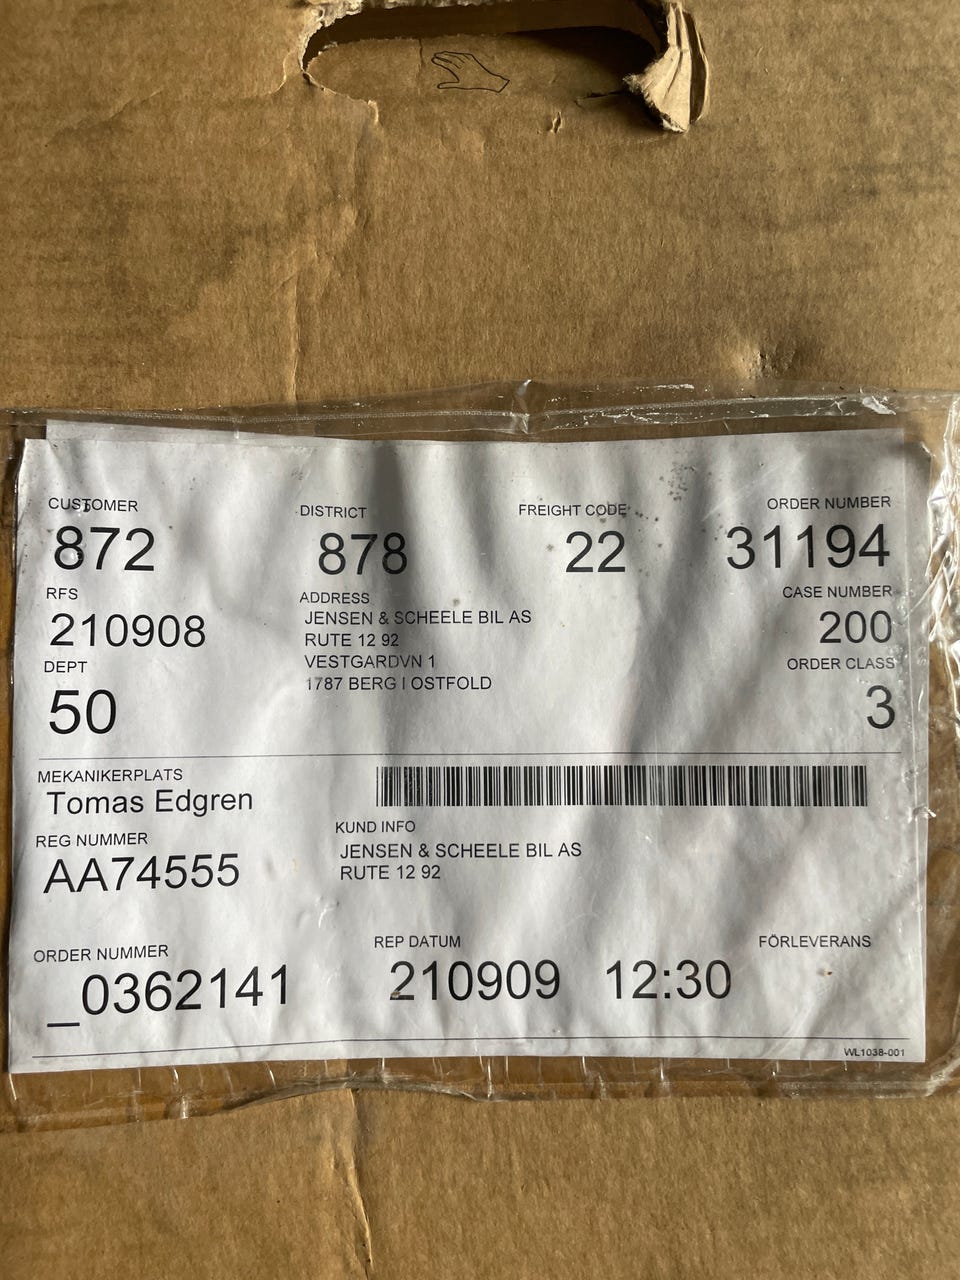 CUSTOMER DISTRICT FREIGHT CODE ORDER NUMBER
872 878 22 31194
RFS ADDRESS CASE NUMBER
210908 JENSEN & SCHEELE BIL AS 200
RUTE 12 92
DEPT VESTGARDVN 1 ORDER CLASS
50 1787 BERG I OSTFOLD 3
MEKANIKERPLATS
Tomas Edgren
REG NUMMER KUND INFO
AA74555 JENSEN & SCHEELE BIL AS
RUTE 12 92
ORDER NUMMER REP DATUM FÖRLEVERANS
_0362141 210909 12:30
WL1038-001